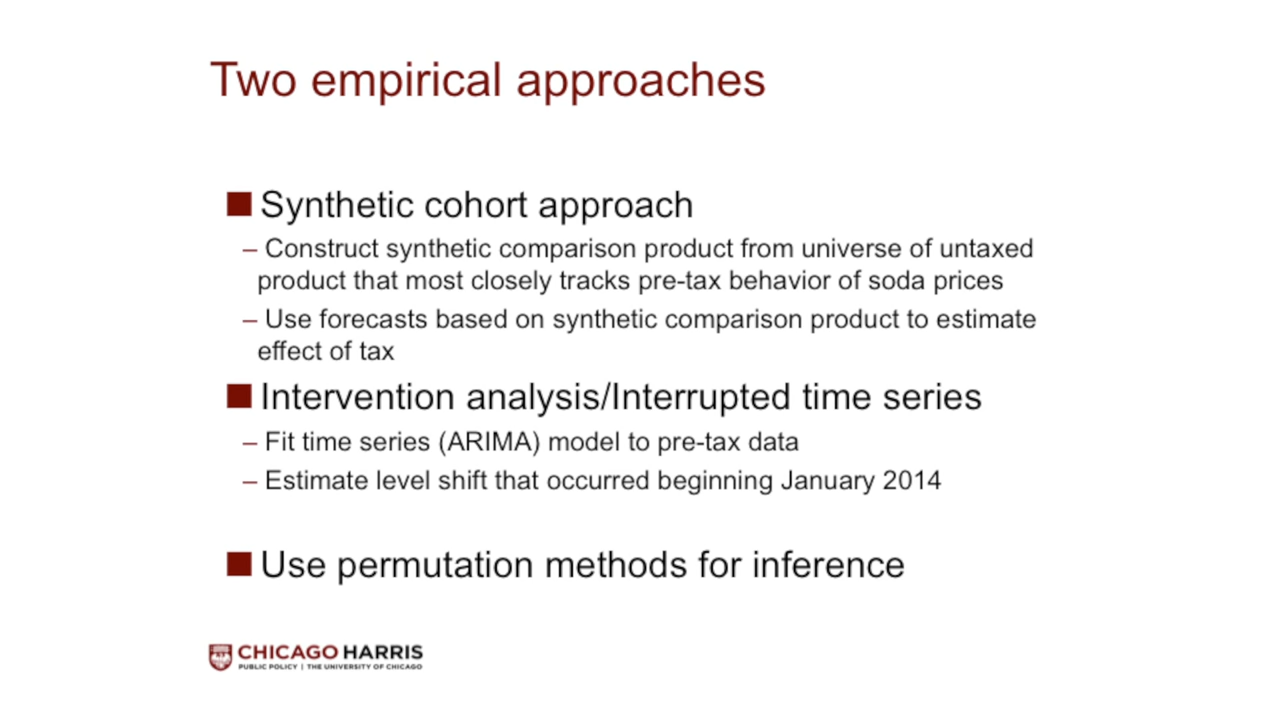 Two empirical approaches
Synthetic cohort approach
– Construct synthetic comparison product from universe of untaxed
product that most closely tracks pre-tax behavior of soda prices
– Use forecasts based on synthetic comparison product to estimate
effect of tax
Intervention analysis/Interrupted time series
– Fit time series (ARIMA) model to pre-tax data
– Estimate level shift that occurred beginning January 2014
Use permutation methods for inference
CHICAGO HARRIS
PUBLIC POLICY | THE UNIVERSITY OF CHICAGO